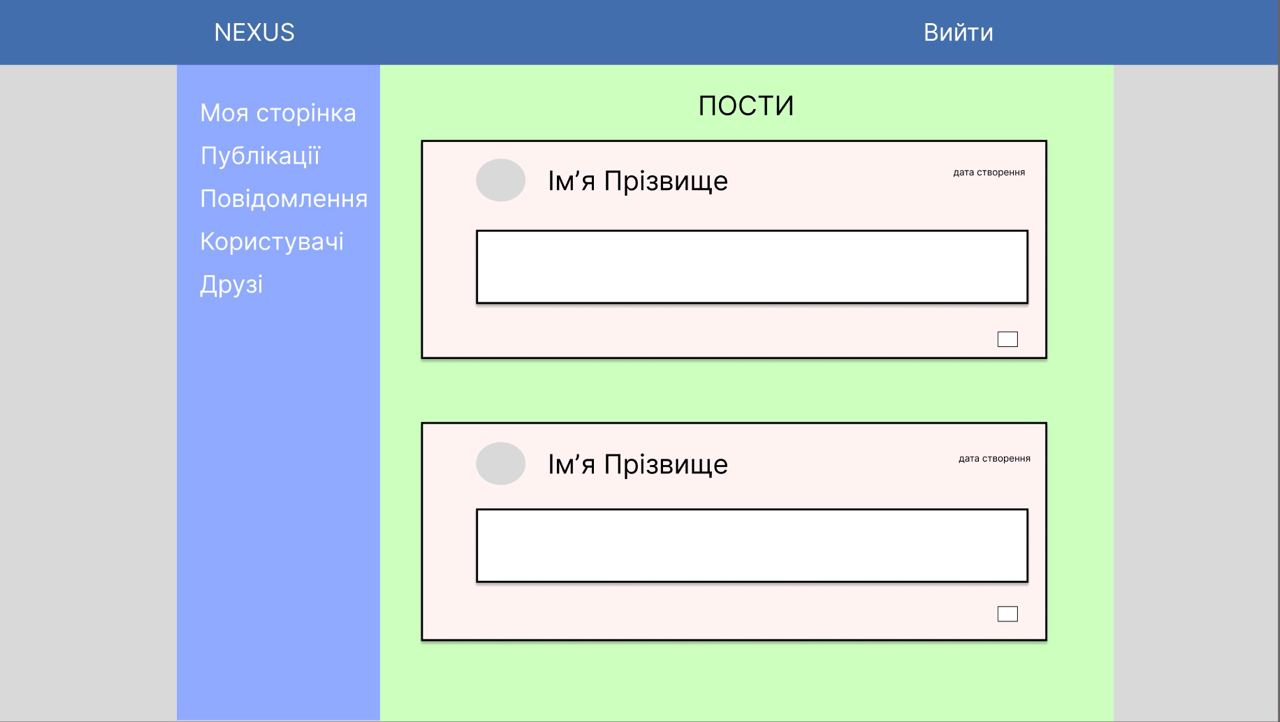 NEXUS
Вийти
Моя сторінка
Публікації
Повідомлення
Користувачі
Друзі
ПОСТИ
Ім’я Прізвище
дата створення
Ім’я Прізвище
дата створення